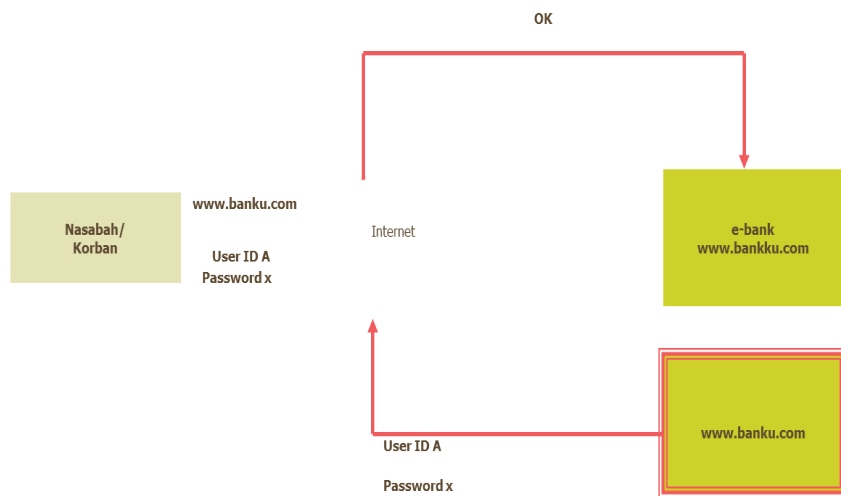 OK
www.banku.com
Nasabah/
Korban
Internet
e-bank
www.bankku.com
User ID A
Password x
www.banku.com
User ID A
Password x